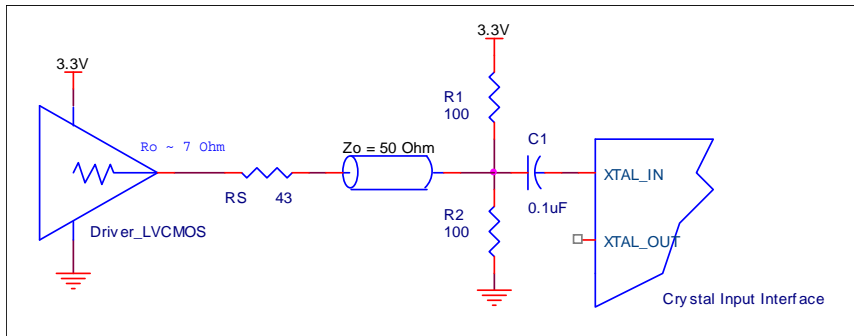 3.3V
3.3V
R1
100
Ro ~ 7 Ohm
Zo = 50 Ohm
C1
XTAL_IN
RS 43
0.1uF
R2
100
Driver_LVCMOS
XTAL_OUT
Crystal Input Interface